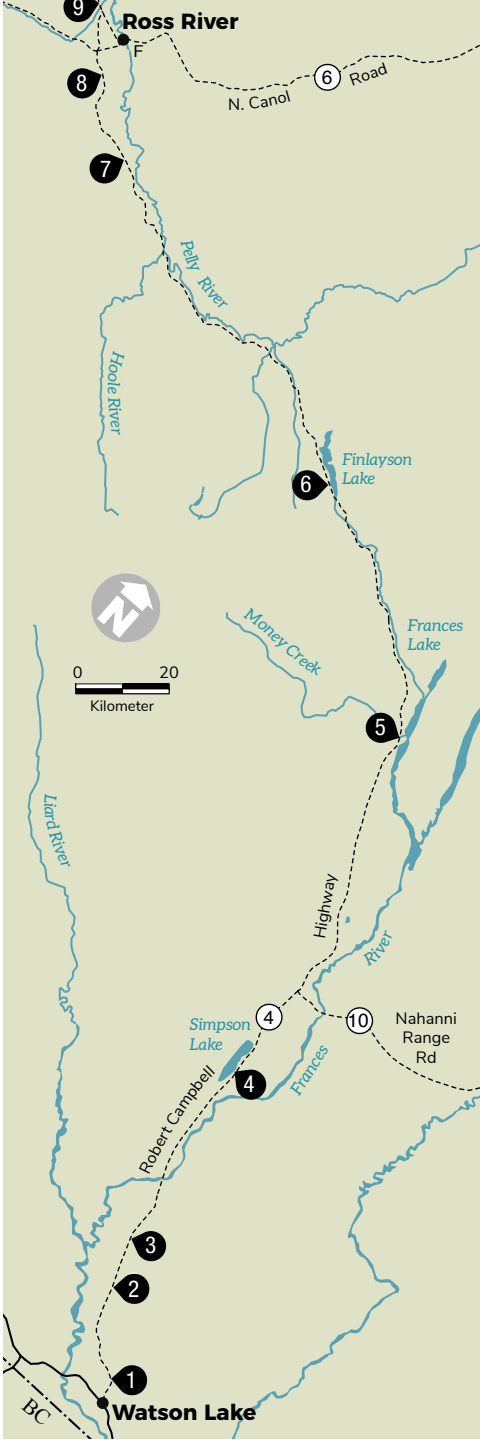 9
Ross River
F
8
6
N. Canol Road
7
Pelly River
Hoole River
Finlayson
Lake
6
N
Money Creek
Frances
Lake
0 20
Kilometer
5
Liard River
Highway
River
Simpson
Lake
4
10
Nahanni
Range
Rd
4
Frances
Robert Campbell
3
2
1
BC
Watson Lake